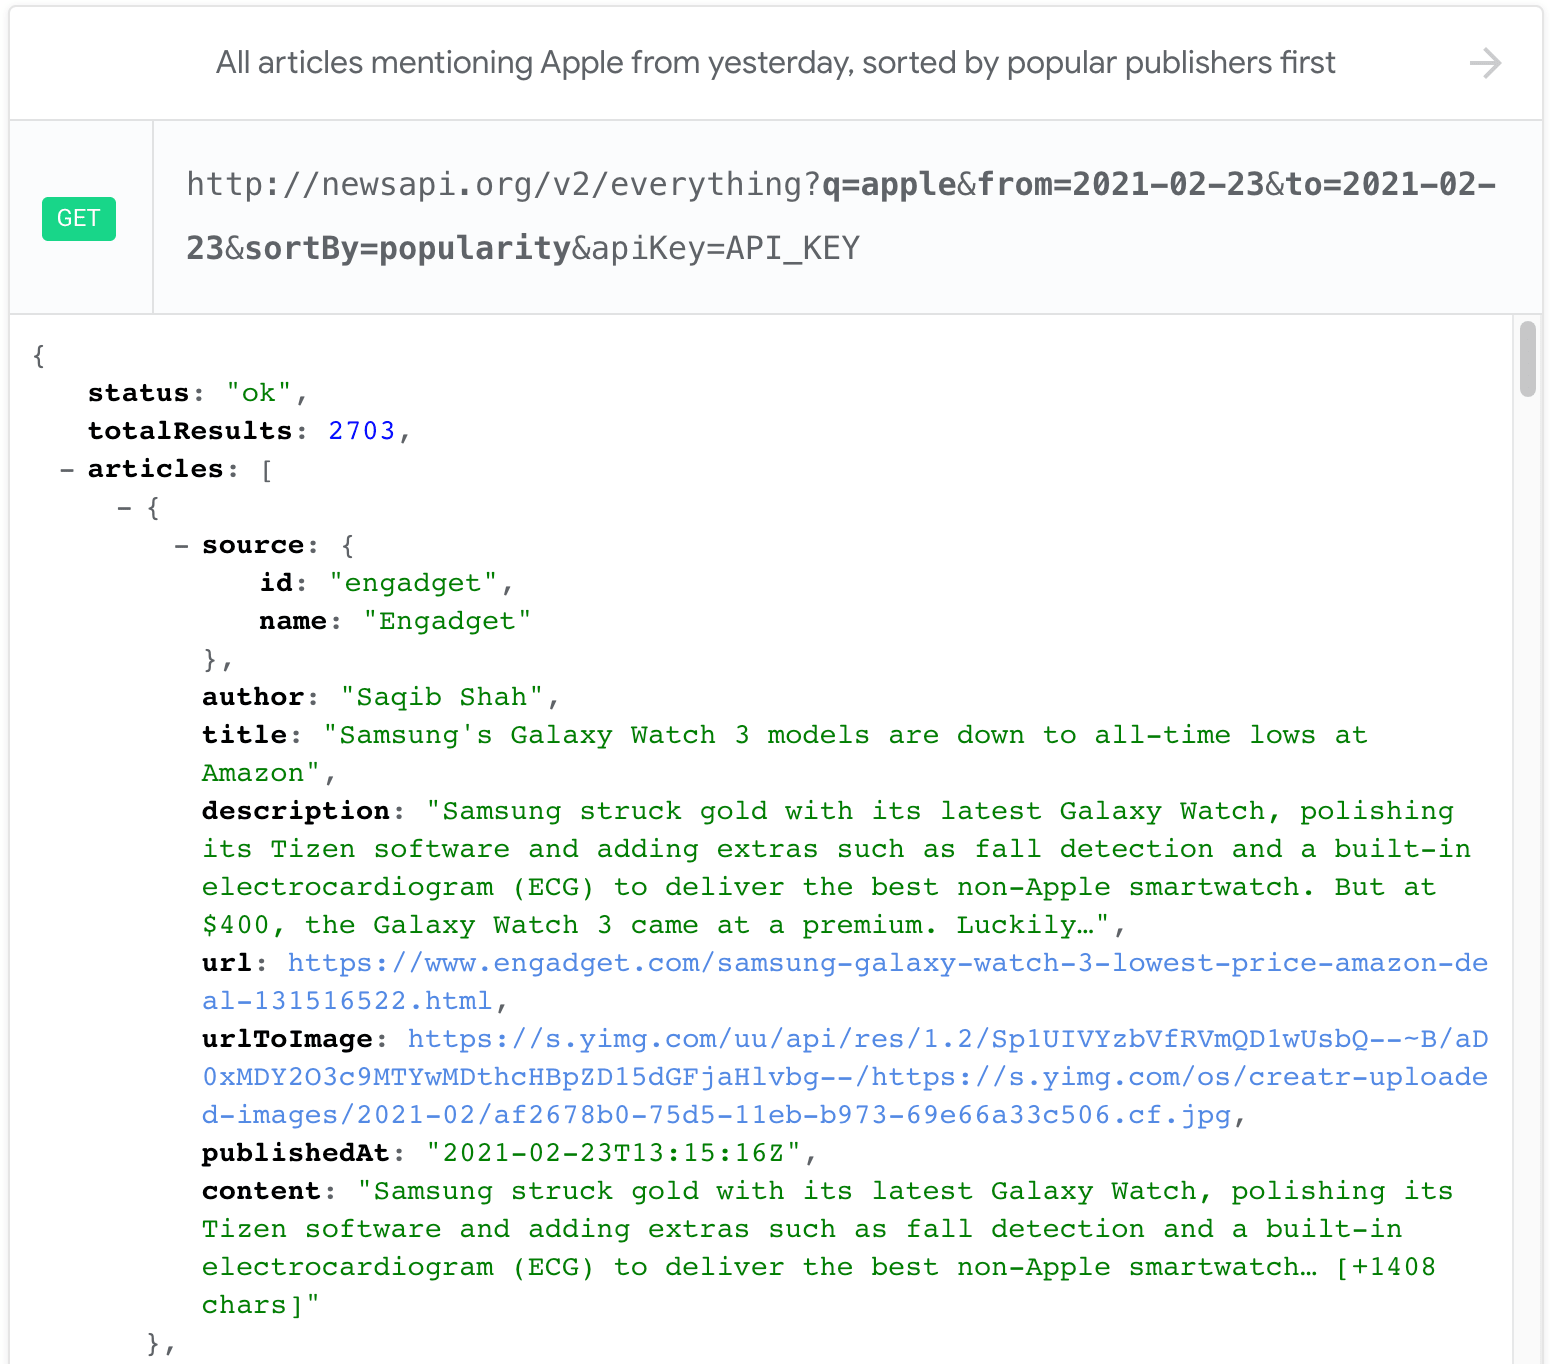 All articles mentioning Apple from yesterday, sorted by popular publishers first →
GET
http://newsapi.org/v2/everything?q=apple&from=2021-02-23&to=2021-02-
23&sortBy=popularity&apiKey=API_KEY
{
status: "ok",
totalResults: 2703,
– articles: [
– {
– source: {
id: "engadget",
name: "Engadget"
},
author: "Saqib Shah",
title: "Samsung's Galaxy Watch 3 models are down to all-time lows at
Amazon",
description: "Samsung struck gold with its latest Galaxy Watch, polishing
its Tizen software and adding extras such as fall detection and a built-in
electrocardiogram (ECG) to deliver the best non-Apple smartwatch. But at
$400, the Galaxy Watch 3 came at a premium. Luckily…",
url: https://www.engadget.com/samsung-galaxy-watch-3-lowest-price-amazon-de
al-131516522.html,
urlToImage: https://s.yimg.com/uu/api/res/1.2/Sp1UIVYzbVfRVmQD1wUsbQ--~B/aD
0xMDY2O3c9MTYwMDthcHBpZD15dGFjaHlvbg--/https://s.yimg.com/os/creatr-uploade
d-images/2021-02/af2678b0-75d5-11eb-b973-69e66a33c506.cf.jpg,
publishedAt: "2021-02-23T13:15:16Z",
content: "Samsung struck gold with its latest Galaxy Watch, polishing its
Tizen software and adding extras such as fall detection and a built-in
electrocardiogram (ECG) to deliver the best non-Apple smartwatch… [+1408
chars]"
},